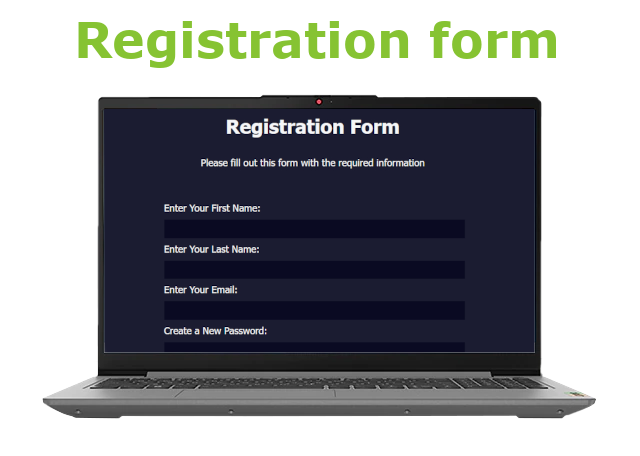 Registration form
Registration Form
Please fill out this form with the required information
Enter Your First Name:
Enter Your Last Name:
Enter Your Email:
Create a New Password: